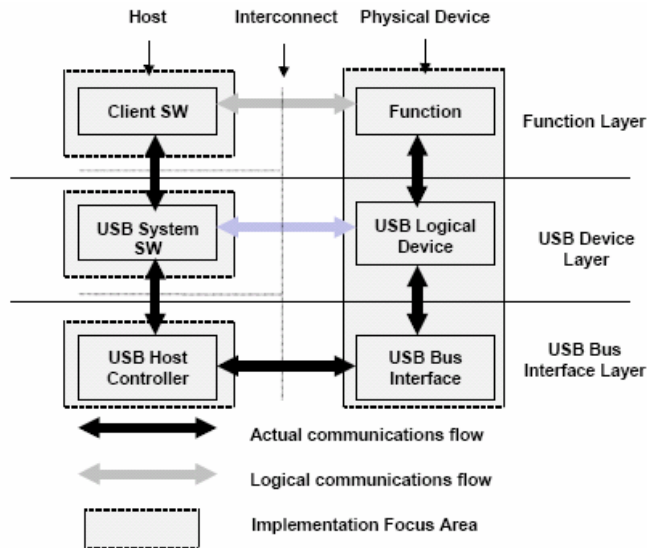 Host
Interconnect
Physical Device
Client SW
Function
Function Layer
USB System
SW
USB Logical
Device
USB Device
Layer
USB Host
Controller
USB Bus
Interface
USB Bus
Interface Layer
Actual communications flow
Logical communications flow
Implementation Focus Area